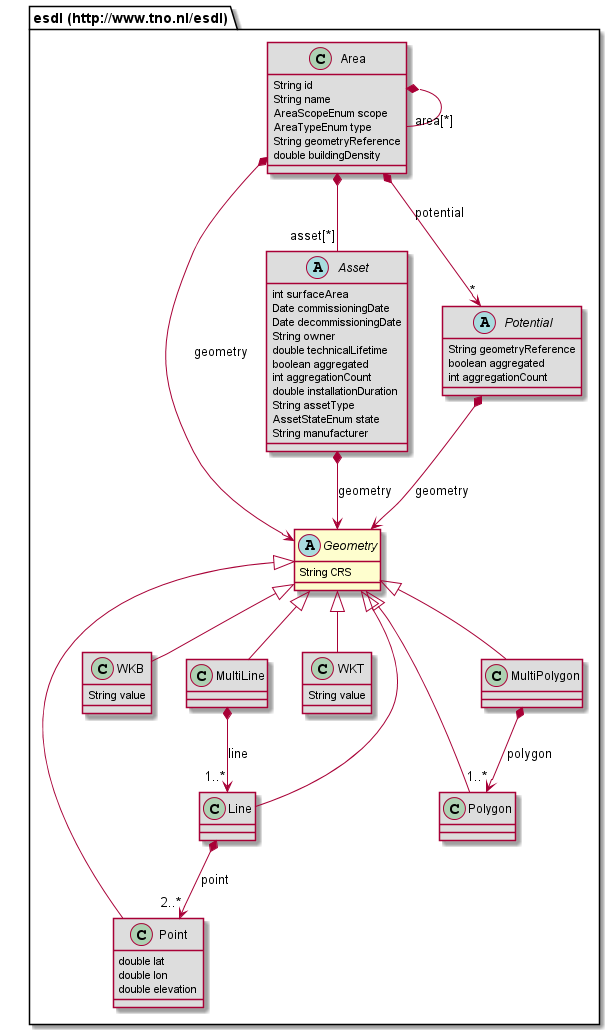 esdl (http://www.tno.nl/esdl)
C Area
String id
String name
AreaScopeEnum scope
AreaTypeEnum type
String geometryReference
double buildingDensity
area[*]
potential
asset[*]
A Asset
int surfaceArea
Date commissioningDate
Date decommissioningDate
String owner
double technicalLifetime
boolean aggregated
int aggregationCount
double installationDuration
String assetType
AssetStateEnum state
String manufacturer
*
A Potential
String geometryReference
boolean aggregated
int aggregationCount
geometry
geometry
geometry
A Geometry
String CRS
C WKB
String value
C MultiLine
C WKT
String value
C MultiPolygon
line
1..*
polygon
1..*
C Line
C Polygon
point
2..*
C Point
double lat
double lon
double elevation